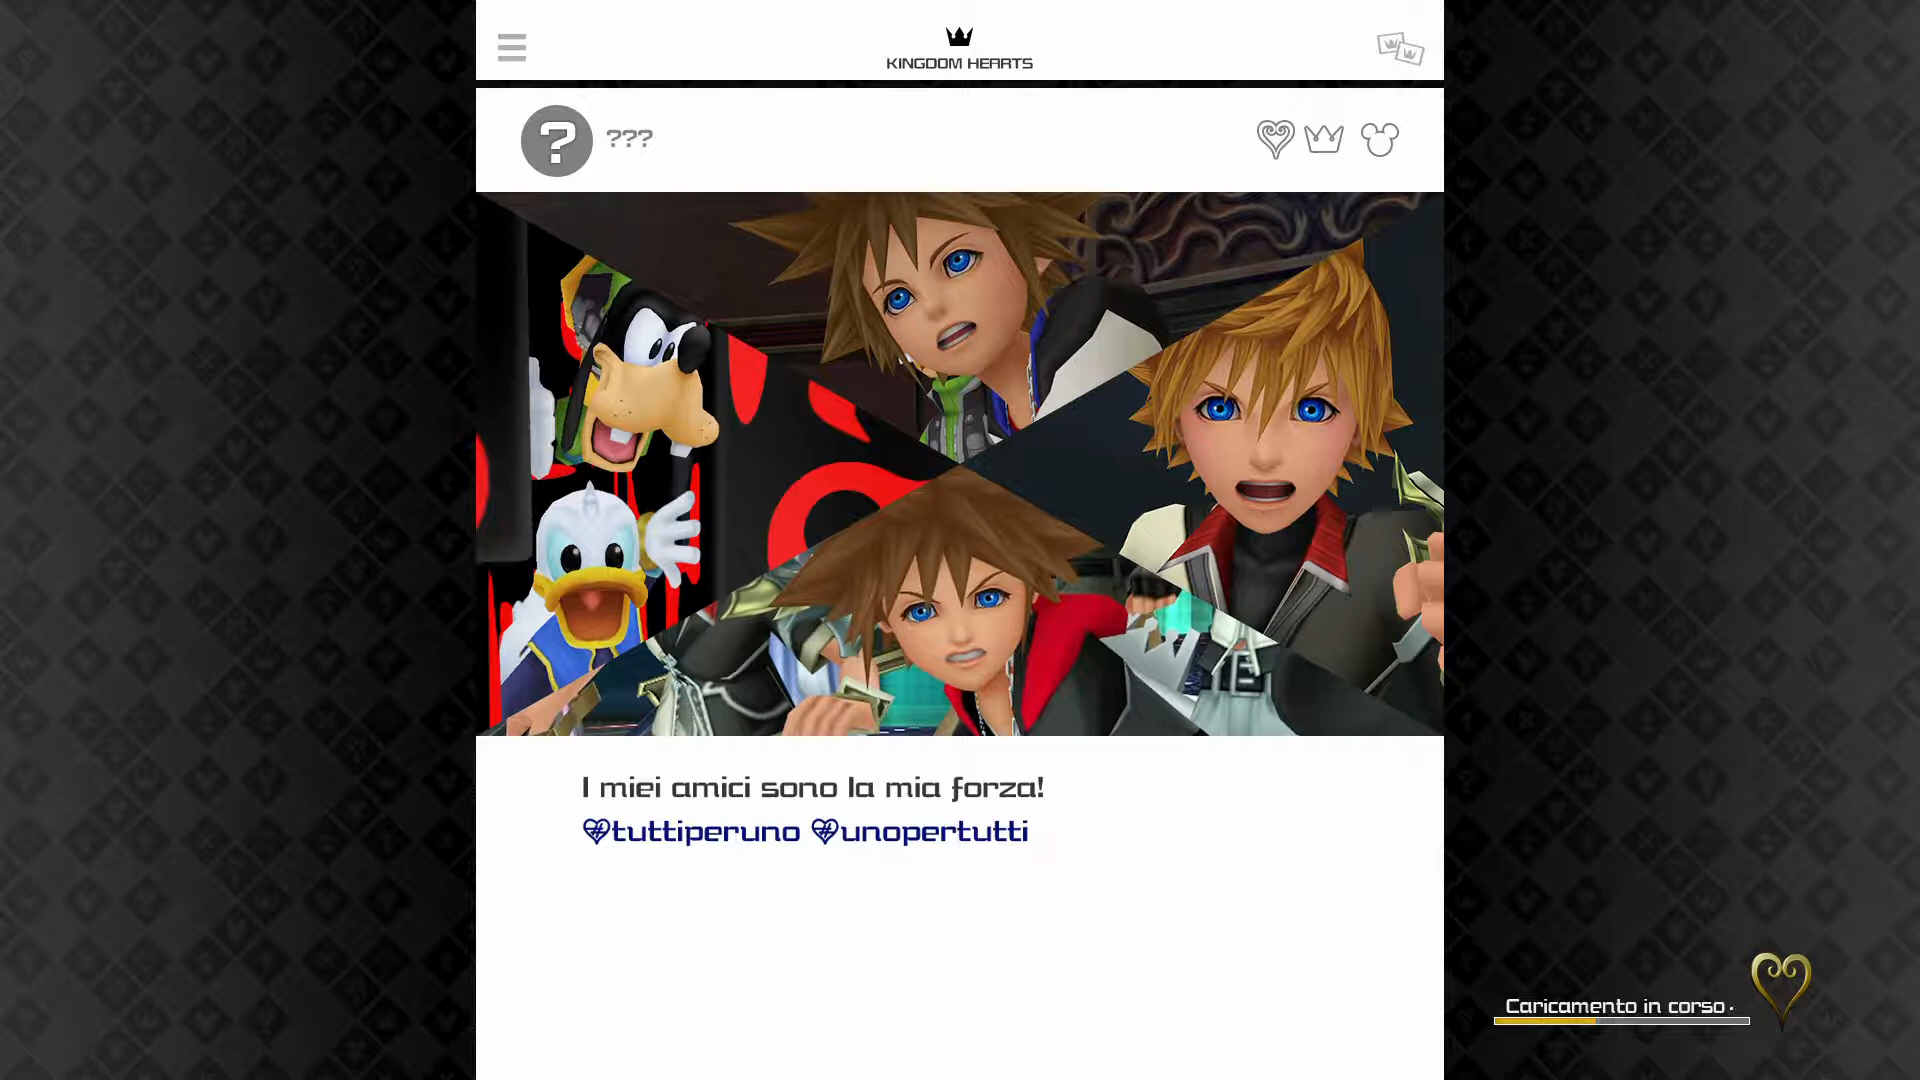 KINGDOM HEARTS
?
???
I miei amici sono la mia forza!
#tuttiperuno #unopertutti
Caricamento in corso.